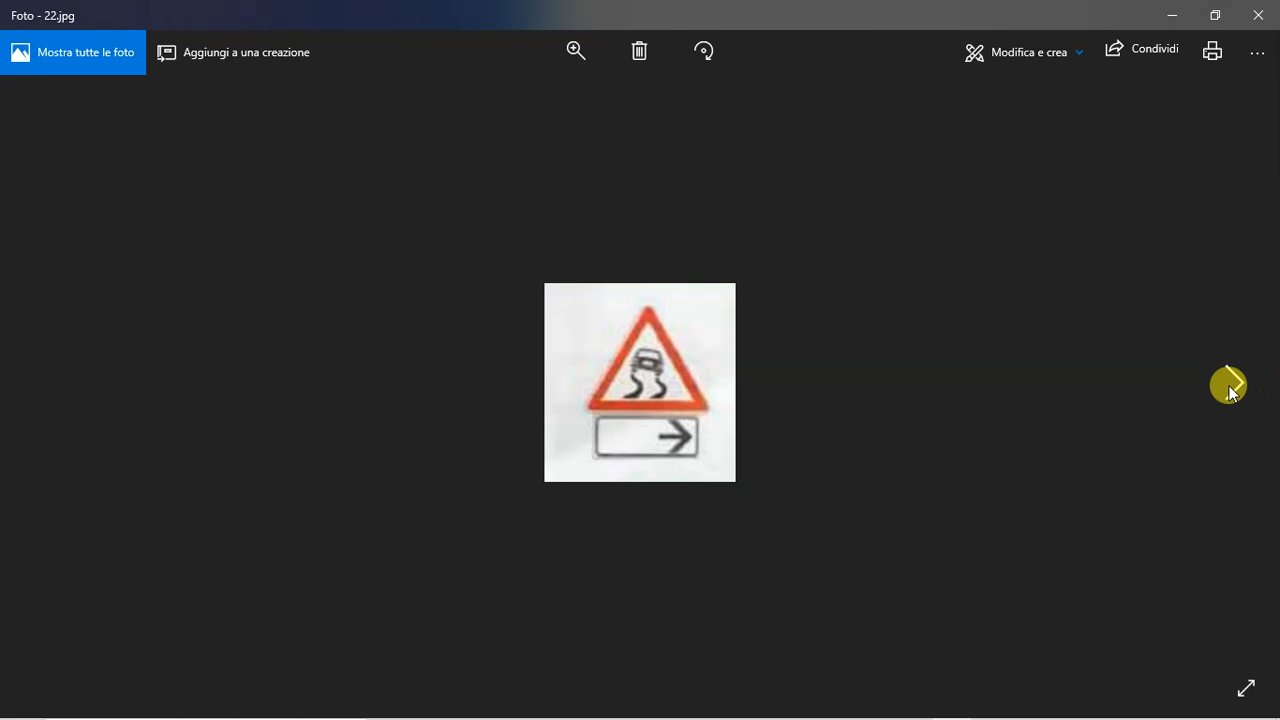 Foto - 22.jpg
Mostra tutte le foto
Aggiungi a una creazione
Modifica e crea
Condividi